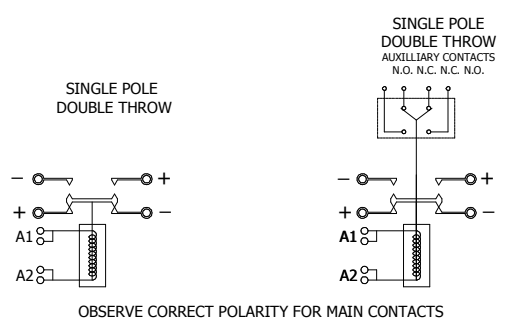 SINGLE POLE
DOUBLE THROW
− +
+ −
A1
A2
SINGLE POLE
DOUBLE THROW
AUXILLIARY CONTACTS
N.O. N.C. N.C. N.O.
− +
+ −
A1
A2
OBSERVE CORRECT POLARITY FOR MAIN CONTACTS